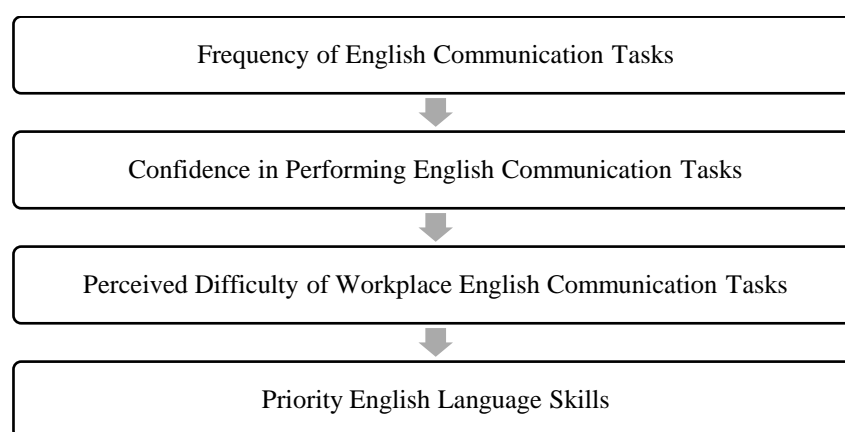 Frequency of English Communication Tasks
Confidence in Performing English Communication Tasks
Perceived Difficulty of Workplace English Communication Tasks
Priority English Language Skills